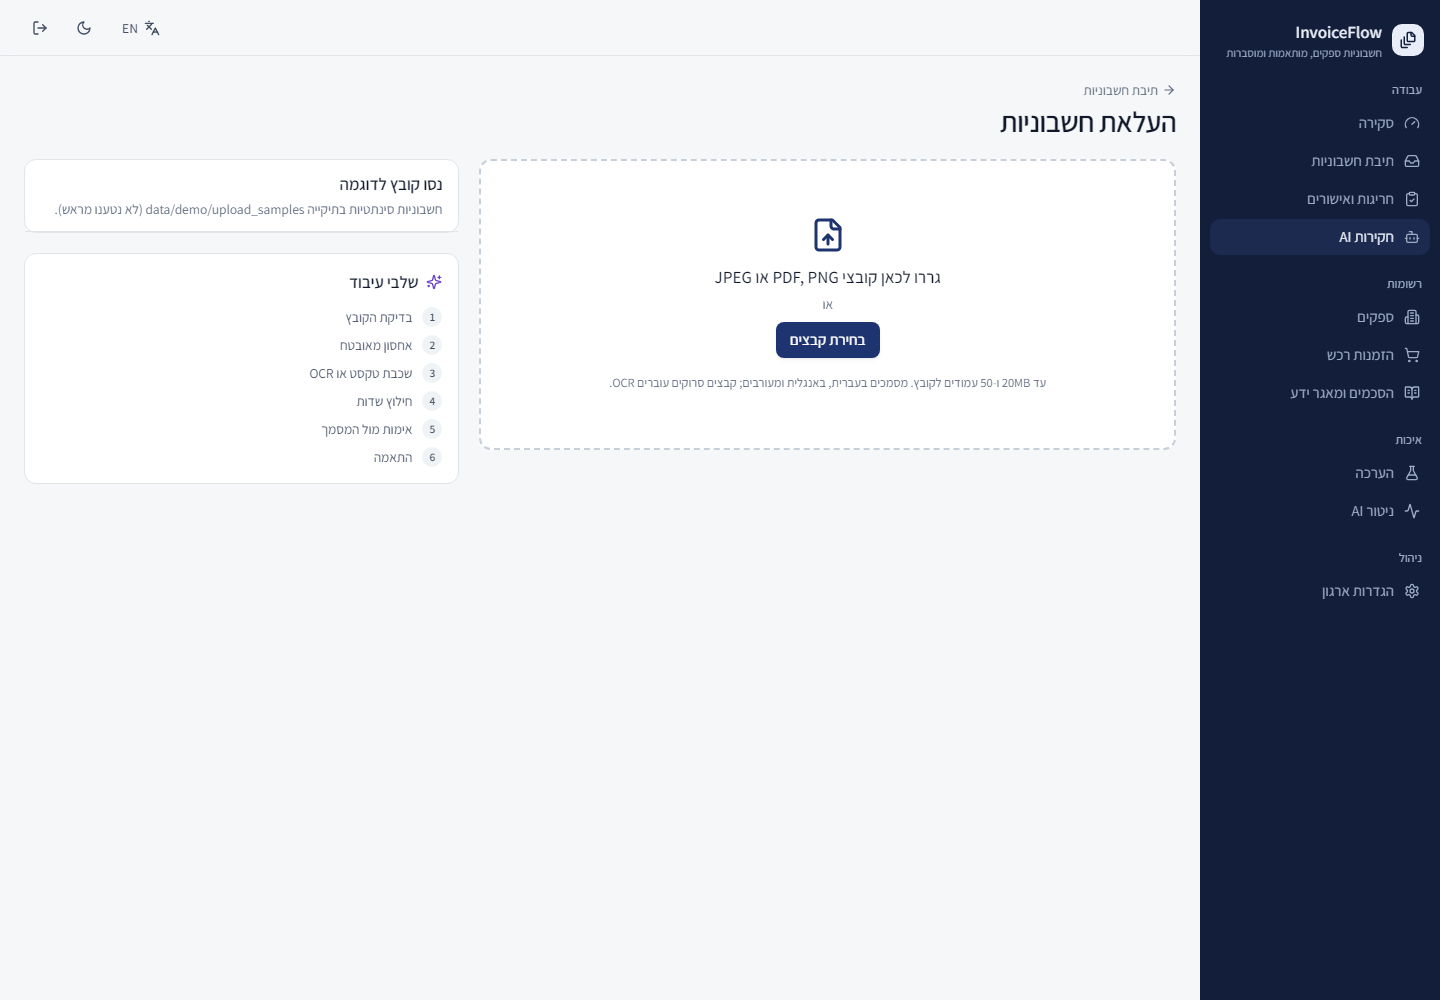 InvoiceFlow
חשבוניות ספקים, מותאמות ומוסברות
עבודה
סקירה
תיבת חשבוניות
חריגות ואישורים
חקירות AI
רשומות
ספקים
הזמנות רכש
הסכמים ומאגר ידע
איכות
הערכה
ניטור AI
ניהול
הגדרות ארגון
EN
תיבת חשבוניות
העלאת חשבוניות
גררו לכאן קובצי PDF, PNG או JPEG
או
בחירת קבצים
עד 20MB ו-50 עמודים לקובץ. מסמכים בעברית, באנגלית ומעורבים; קבצים סרוקים עוברים OCR.
נסו קובץ לדוגמה
חשבוניות סינתטיות בתיקייה data/demo/upload_samples (לא נטענו מראש).
שלבי עיבוד
1 בדיקת הקובץ
2 אחסון מאובטח
3 שכבת טקסט או OCR
4 חילוץ שדות
5 אימות מול המסמך
6 התאמה